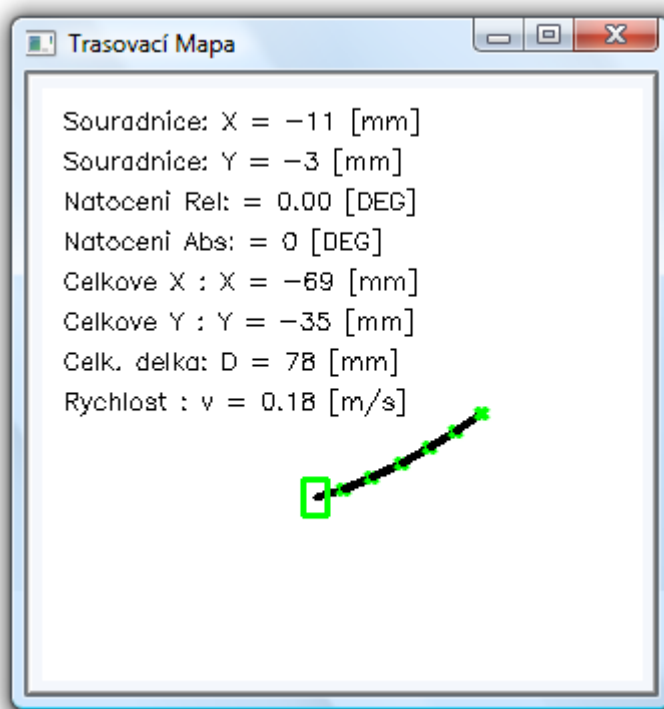 Trasovací Mapa
Souradnice: X = -11 [mm]
Souradnice: Y = -3 [mm]
Natoceni Rel: = 0.00 [DEG]
Natoceni Abs: = 0 [DEG]
Celkove X : X = -69 [mm]
Celkove Y : Y = -35 [mm]
Celk. delka: D = 78 [mm]
Rychlost : v = 0.18 [m/s]